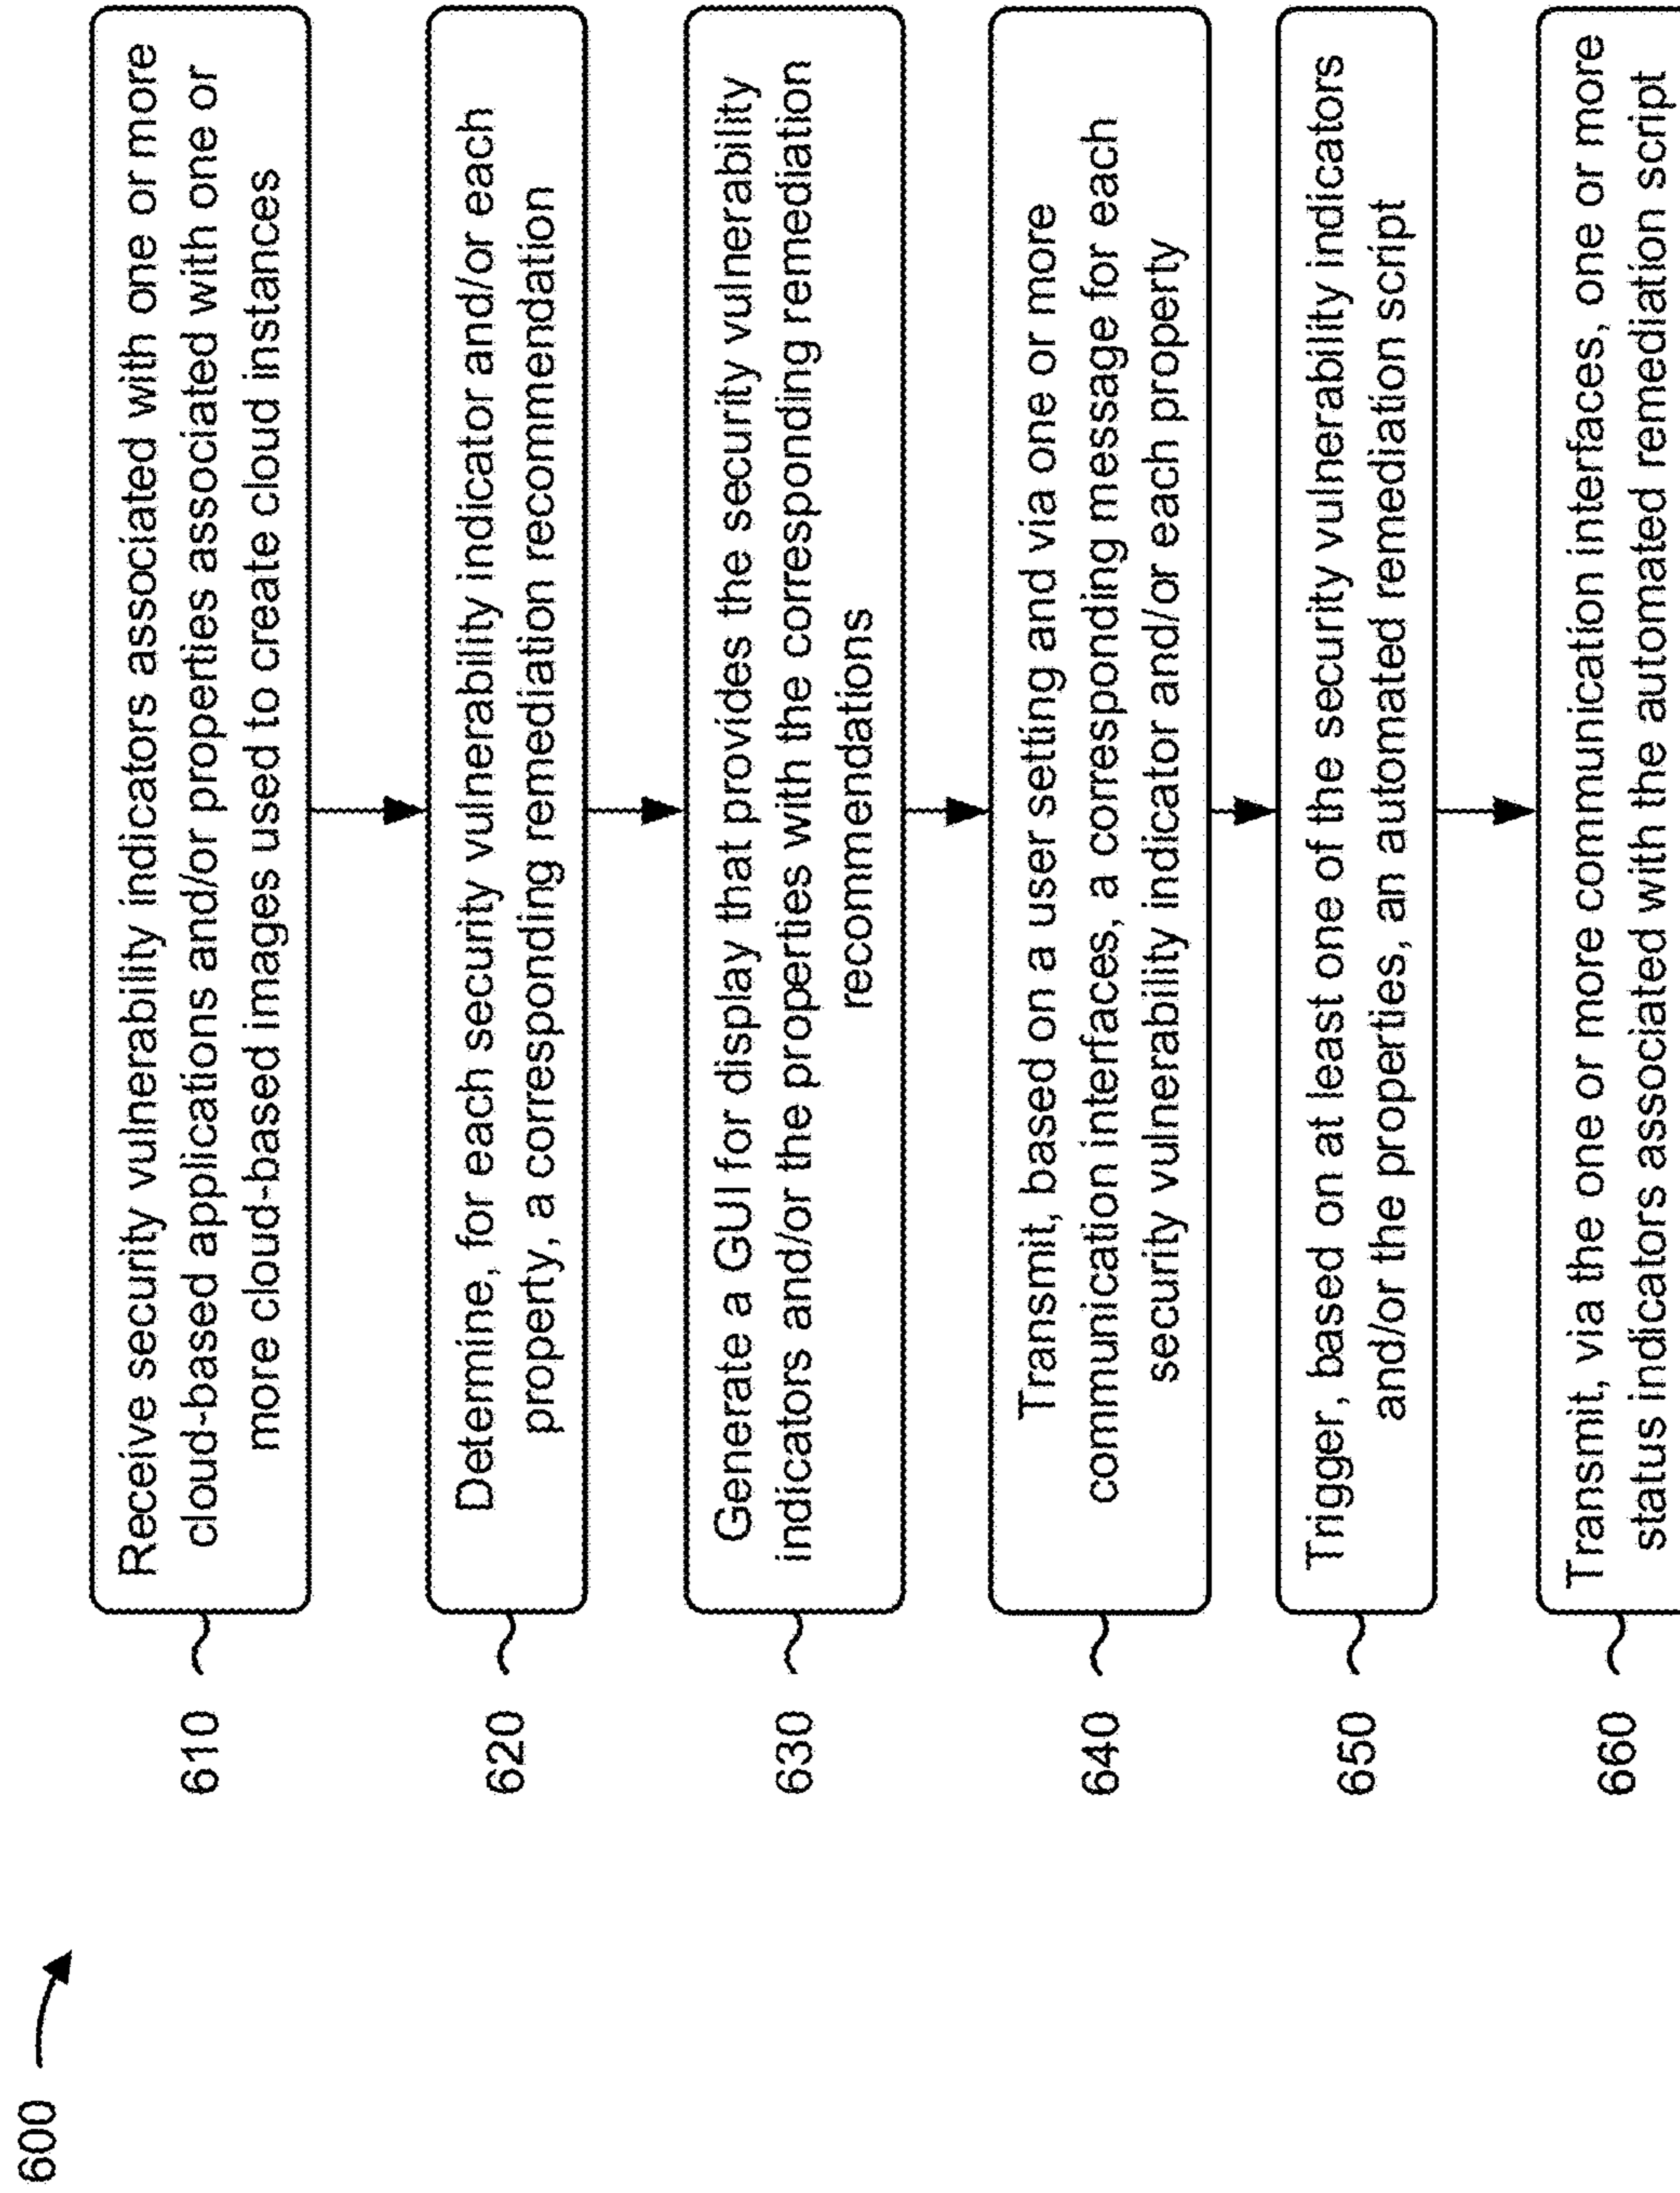 600
610
Receive security vulnerability indicators associated with one or more
cloud-based applications and/or properties associated with one or
more cloud-based images used to create cloud instances
620
Determine, for each security vulnerability indicator and/or each
property, a corresponding remediation recommendation
630
Generate a GUI for display that provides the security vulnerability
indicators and/or the properties with the corresponding remediation
recommendations
640
Transmit, based on a user setting and via one or more
communication interfaces, a corresponding message for each
security vulnerability indicator and/or each property
650
Trigger, based on at least one of the security vulnerability indicators
and/or the properties, an automated remediation script
660
Transmit, via the one or more communication interfaces, one or more
status indicators associated with the automated remediation script